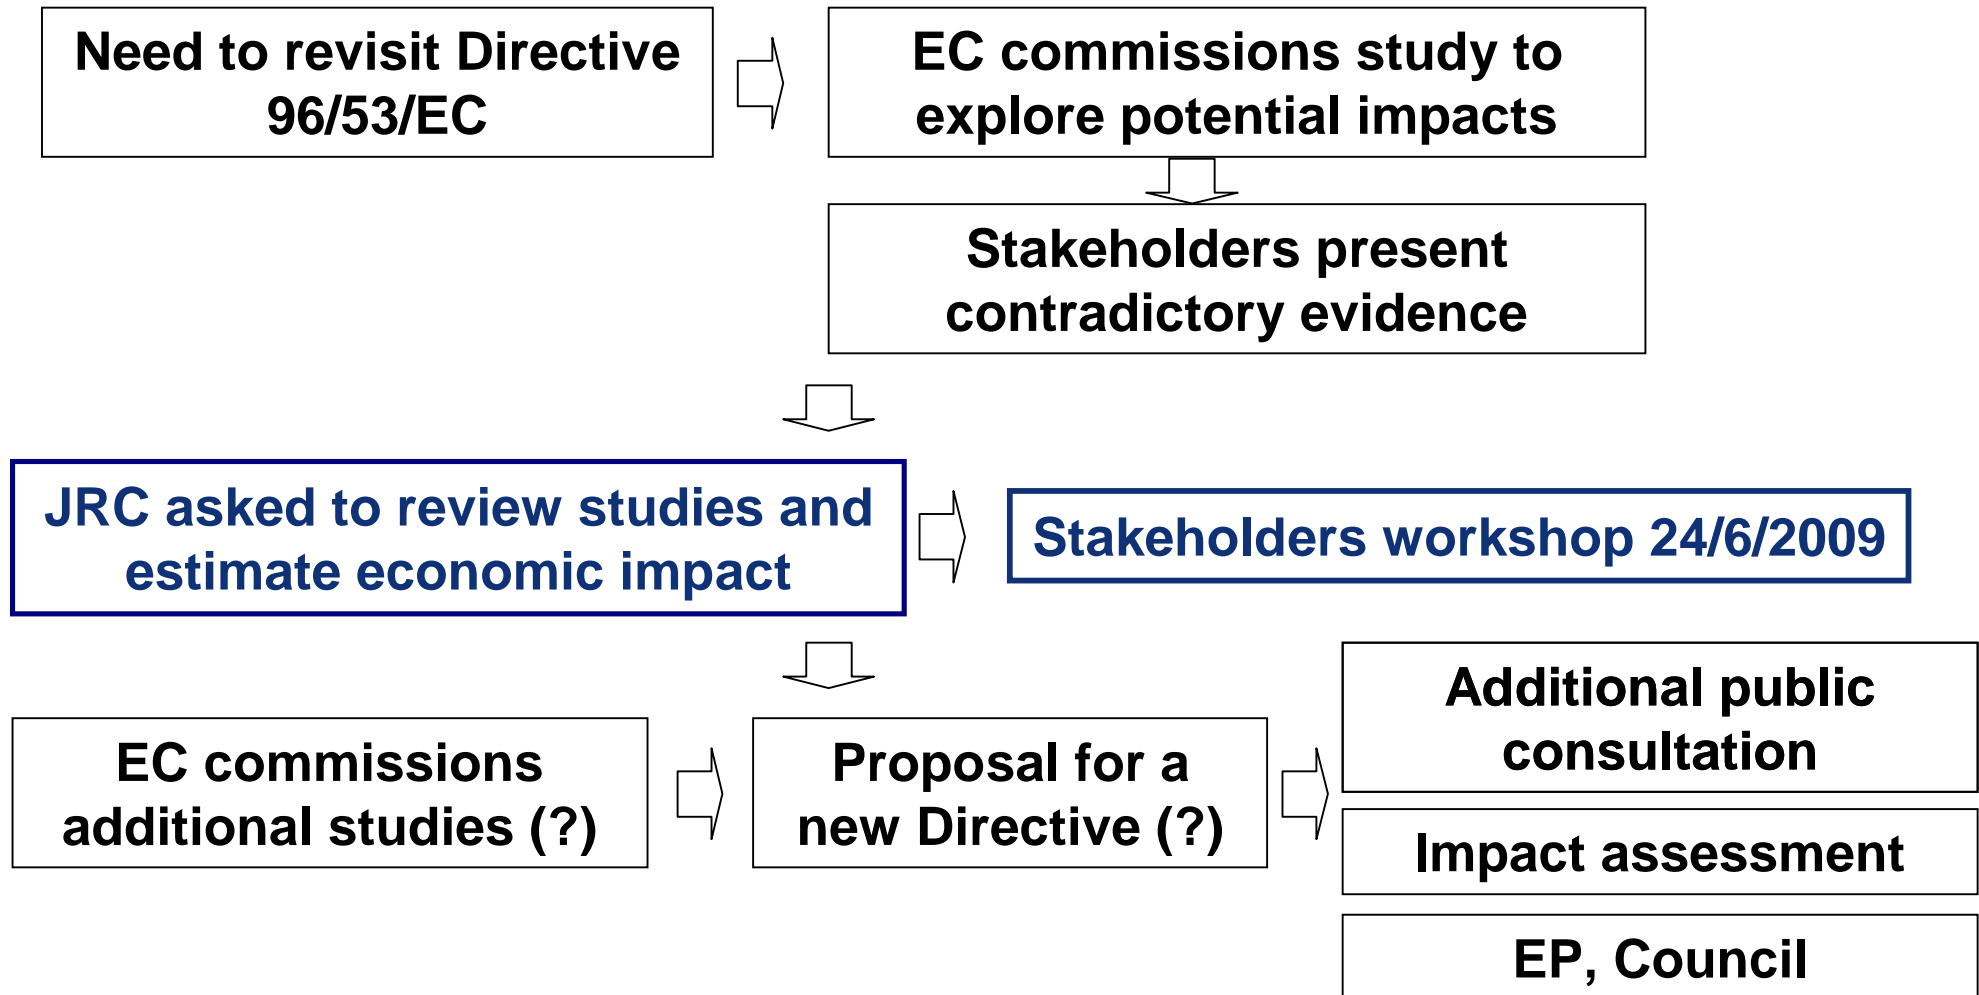 Need to revisit Directive
96/53/EC
EC commissions study to
explore potential impacts
Stakeholders present
contradictory evidence
JRC asked to review studies and
estimate economic impact
Stakeholders workshop 24/6/2009
EC commissions
additional studies (?)
Proposal for a
new Directive (?)
Additional public
consultation
Impact assessment
EP, Council